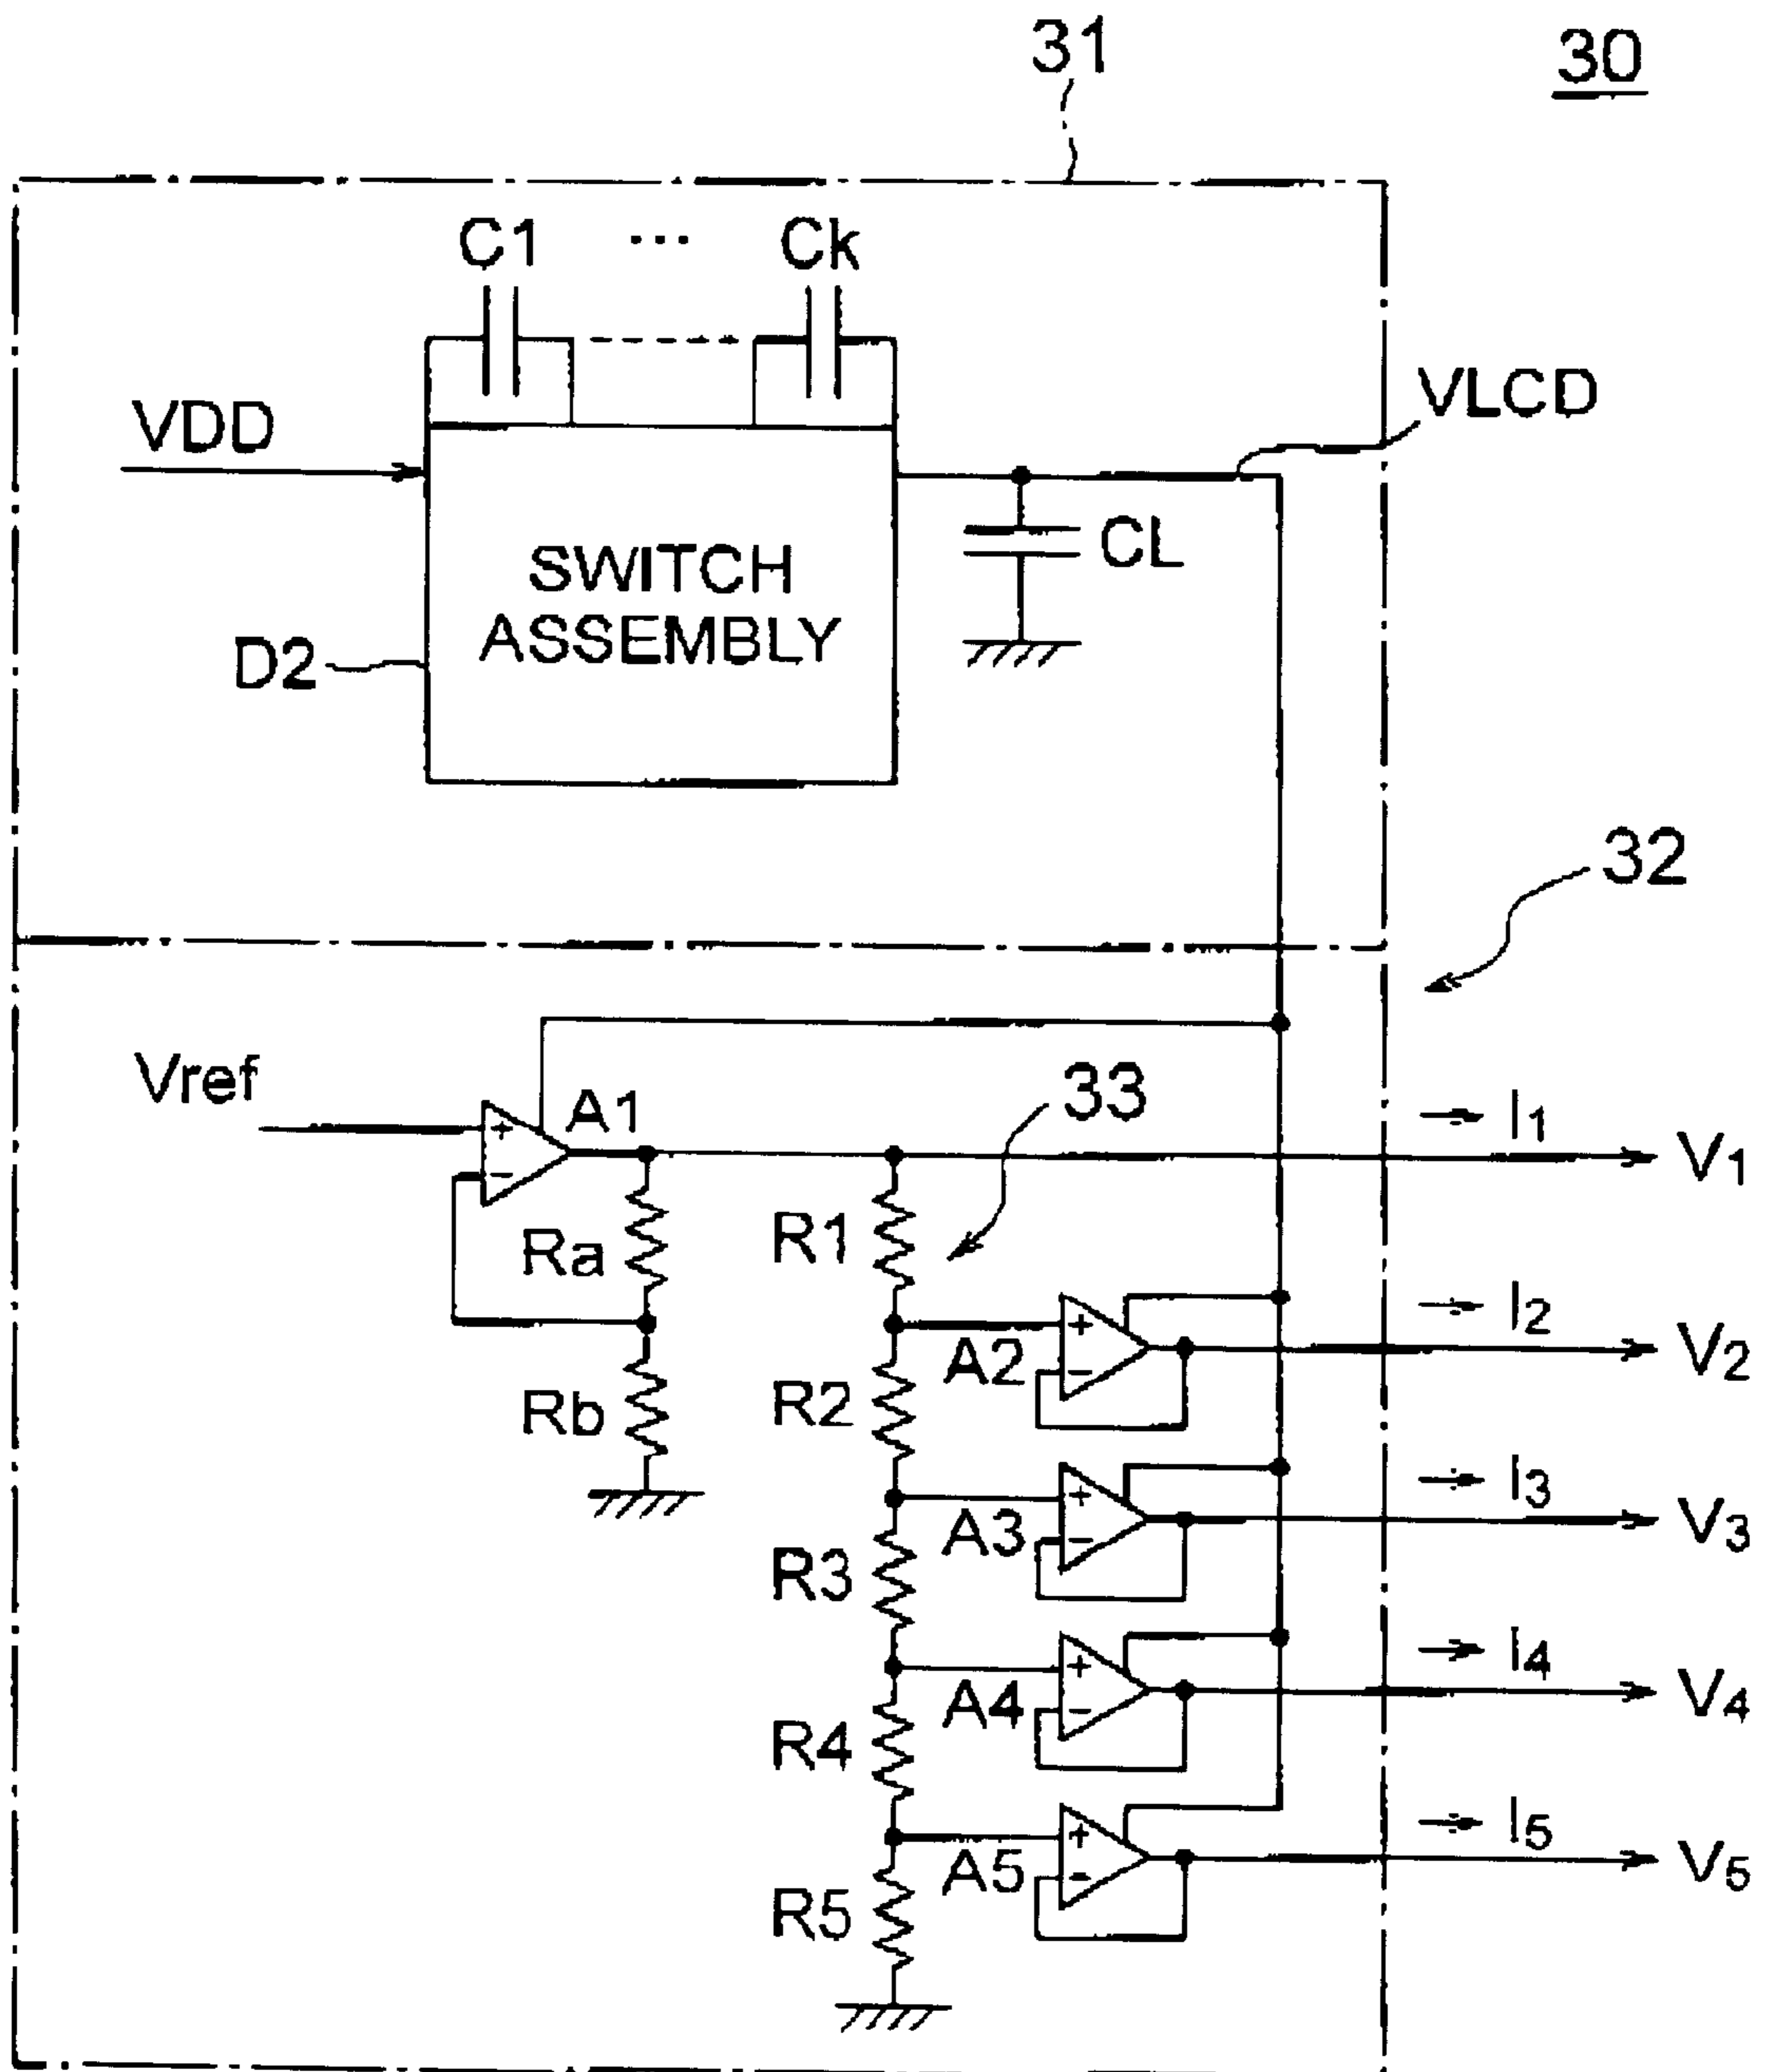 31
30
C1 ... Ck
VDD
VLCD
SWITCH
ASSEMBLY
CL
D2
32
Vref
A1
33
I1
V1
Ra
R1
I2
A2
V2
Rb
R2
I3
A3
V3
R3
I4
A4
V4
R4
I5
A5
V5
R5
+
−
+
−
+
−
+
−
+
−